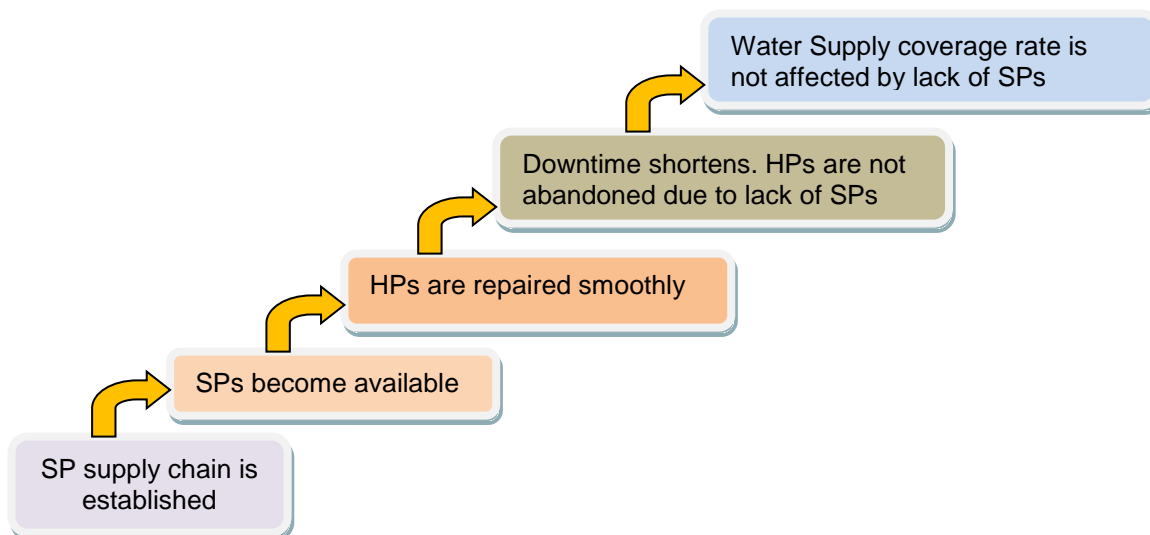 Water Supply coverage rate is
not affected by lack of SPs
Downtime shortens. HPs are not
abandoned due to lack of SPs
HPs are repaired smoothly
SPs become available
SP supply chain is
established